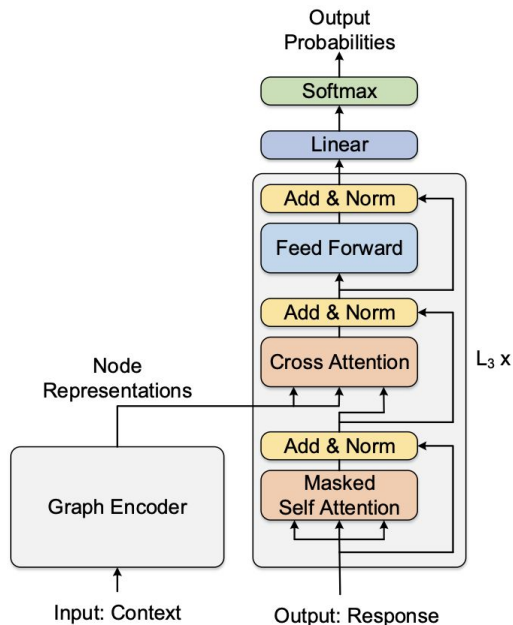 Output
Probabilities
Softmax
Linear
Add & Norm
Feed Forward
Add & Norm
Cross Attention
L₃ x
Node
Representations
Add & Norm
Masked
Self Attention
Graph Encoder
Input: Context
Output: Response